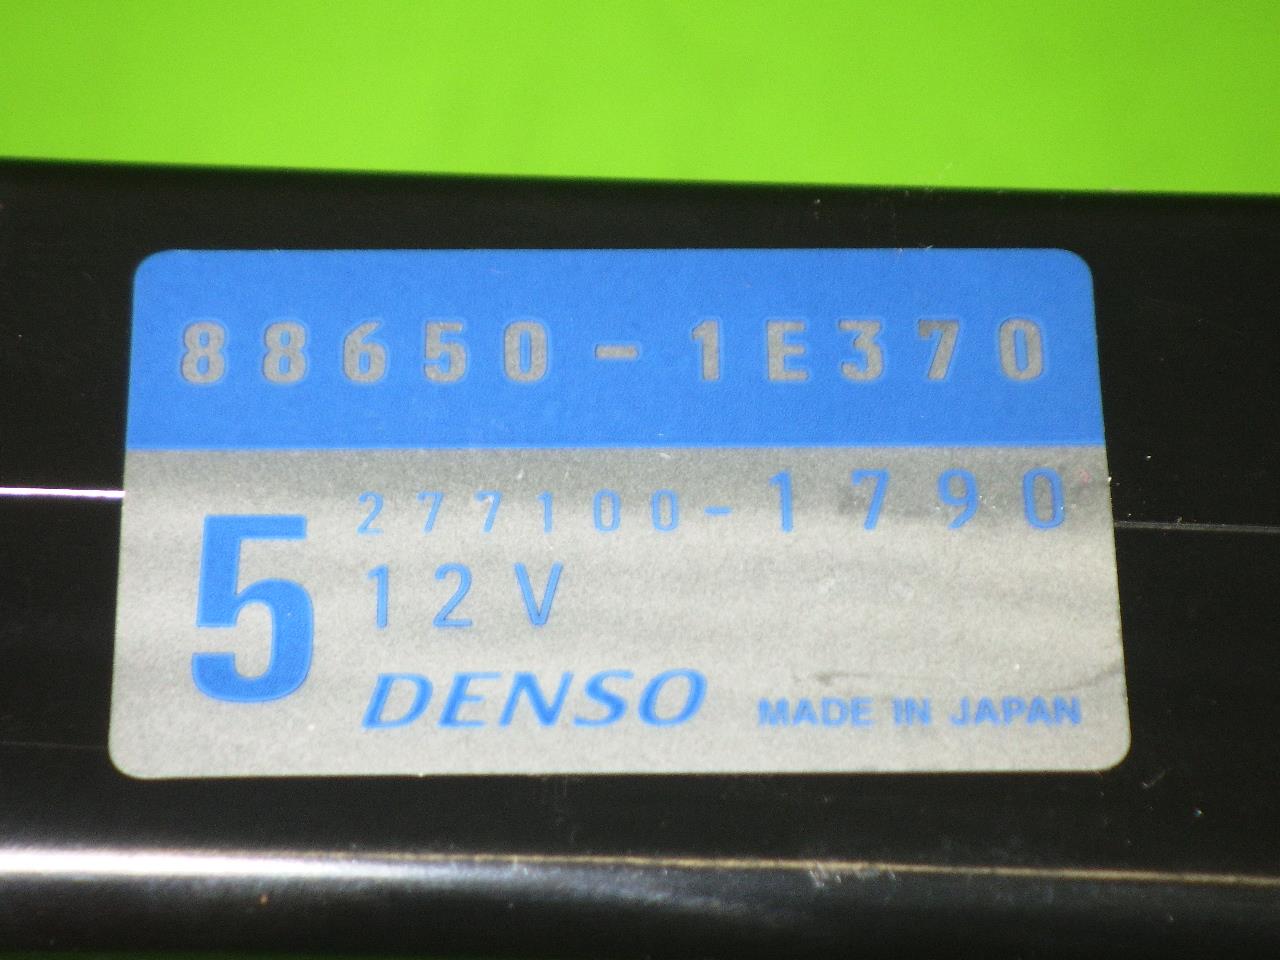 88650-1E370
277100-1790
5
12V
DENSO
MADE IN JAPAN